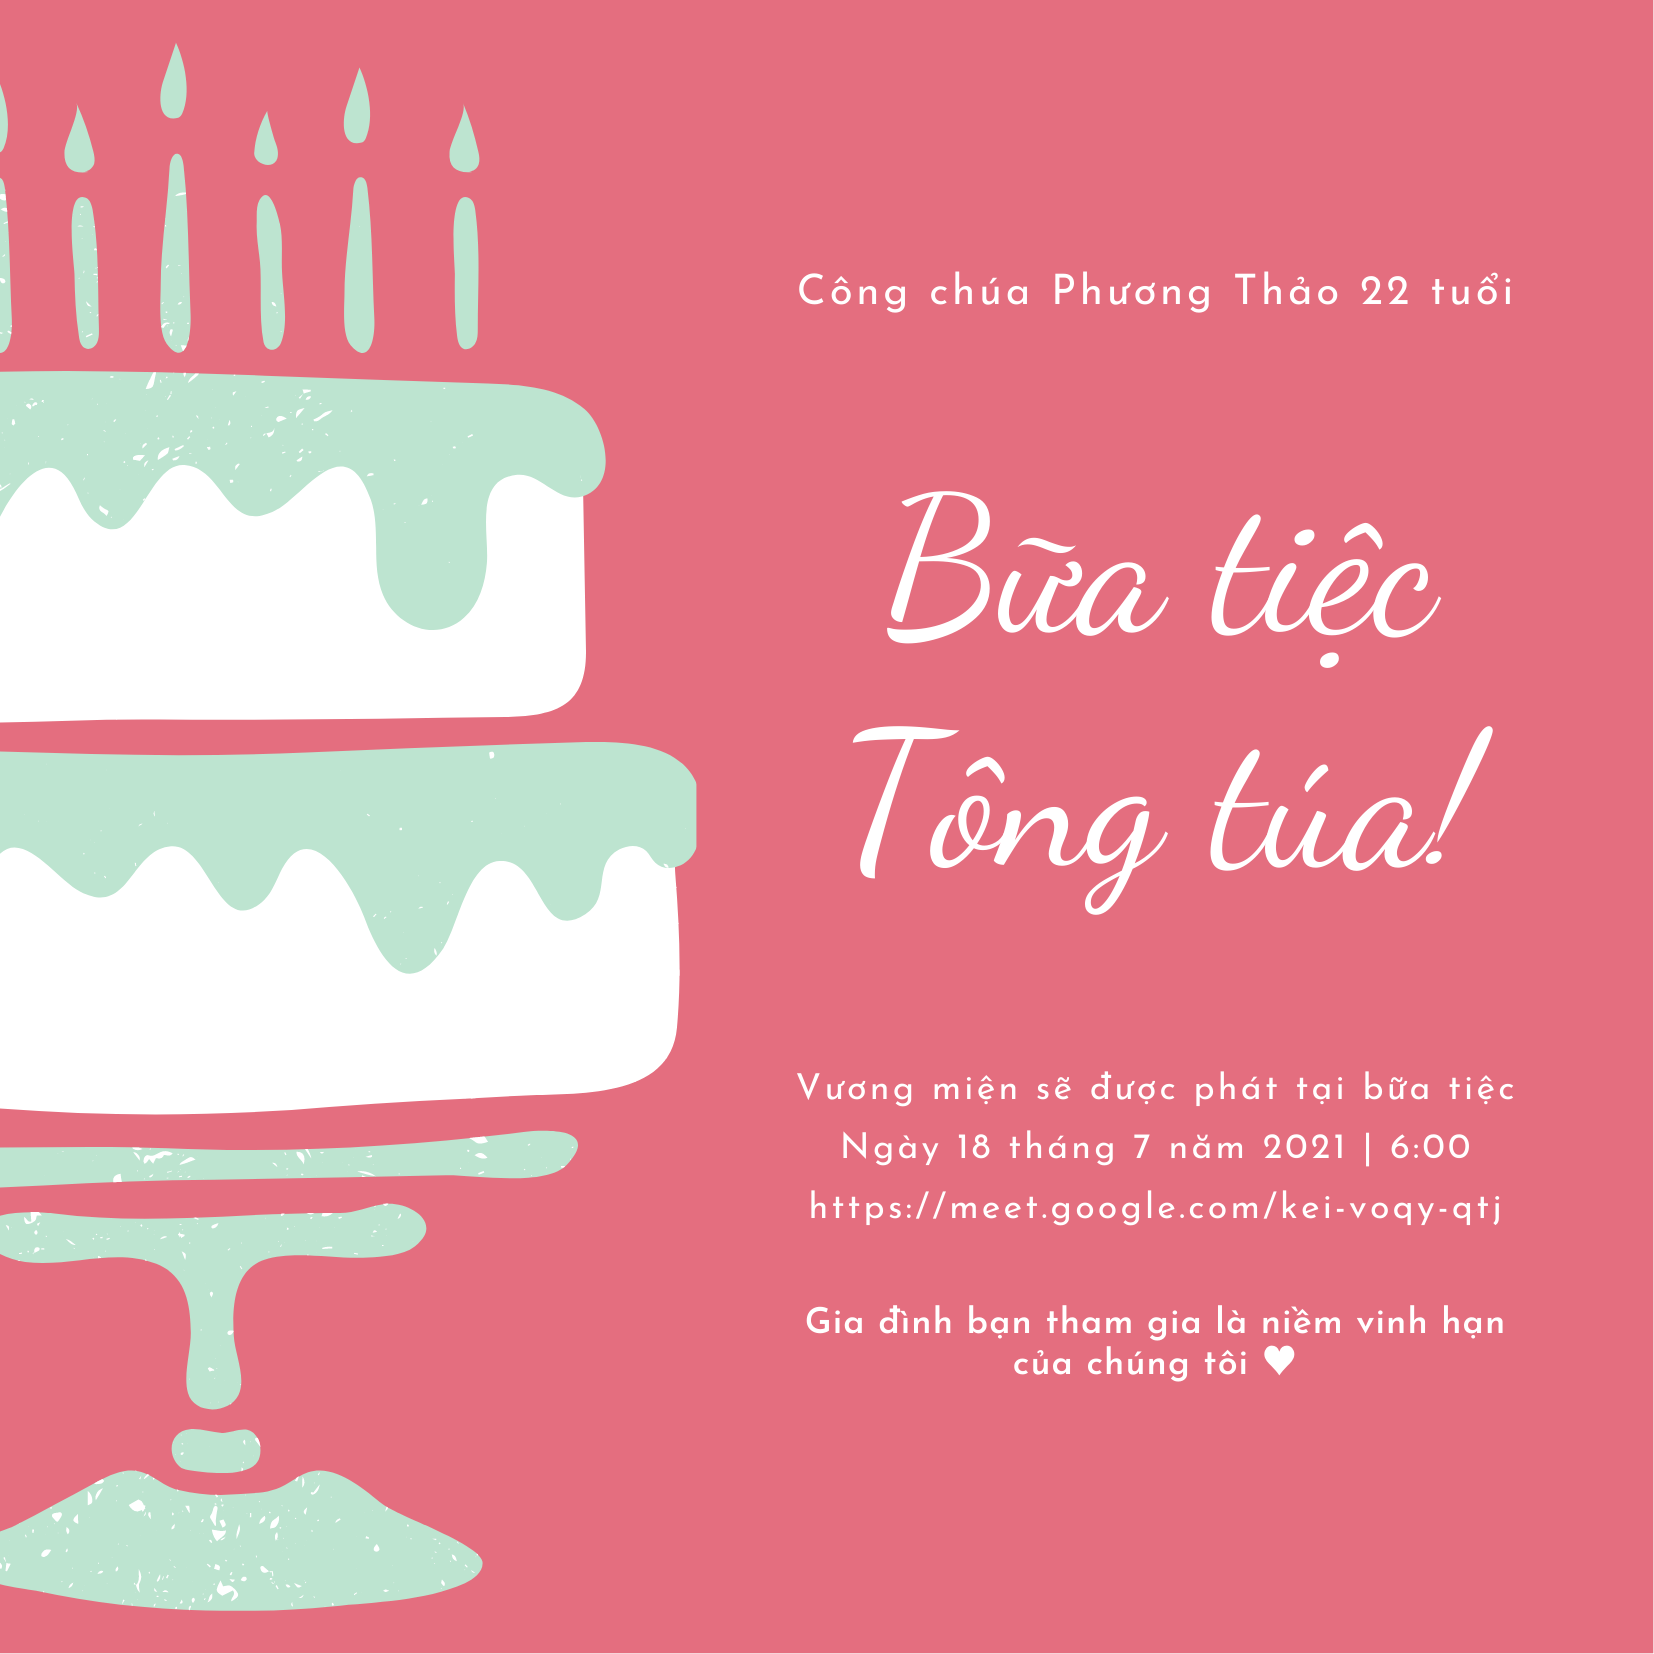 Công chúa Phương Thảo 22 tuổi
Bữa tiệc
Tông túa!
Vương miện sẽ được phát tại bữa tiệc
Ngày 18 tháng 7 năm 2021 | 6:00
https://meet.google.com/kei-voqy-qtj
Gia đình bạn tham gia là niềm vinh hạn
của chúng tôi ♥